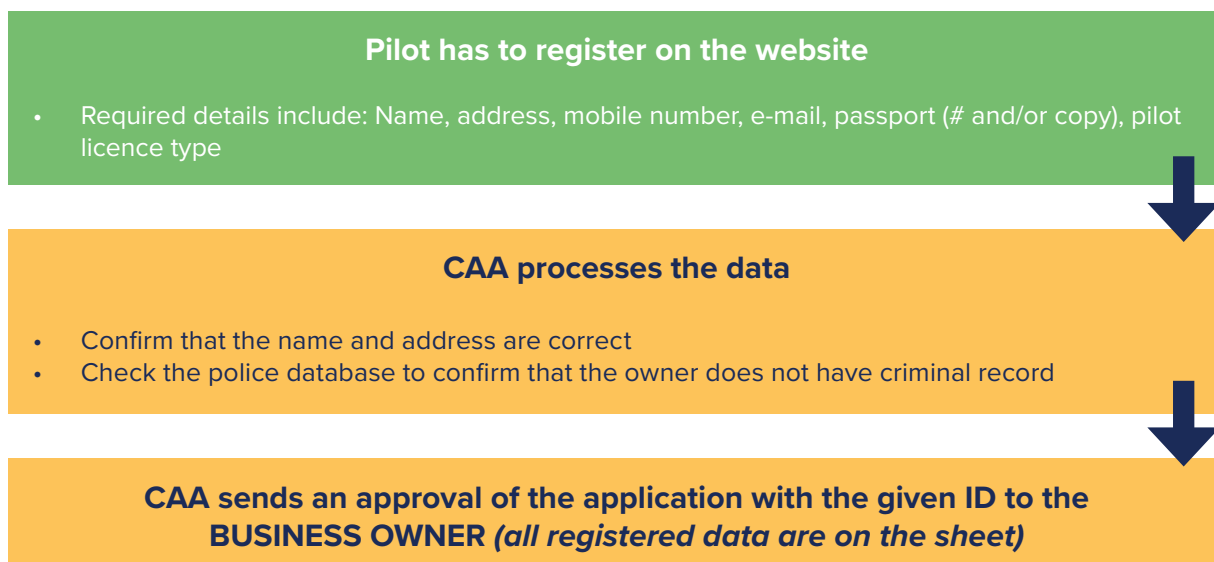 Pilot has to register on the website
• Required details include: Name, address, mobile number, e-mail, passport (# and/or copy), pilot
licence type
CAA processes the data
• Confirm that the name and address are correct
• Check the police database to confirm that the owner does not have criminal record
CAA sends an approval of the application with the given ID to the
BUSINESS OWNER (all registered data are on the sheet)